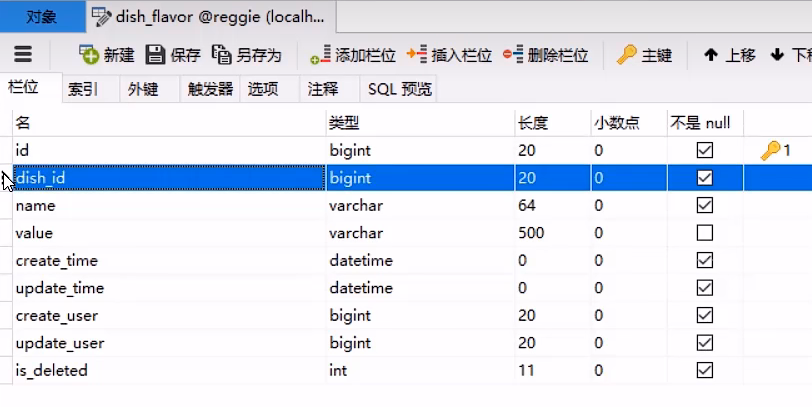 对象 dish_flavor @reggie (localh...
新建 保存 另存为 添加栏位 插入栏位 删除栏位 主键 上移
栏位 索引 外键 触发器 选项 注释 SQL 预览
名 类型 长度 小数点 不是 null
id bigint 20 0 1
dish_id bigint 20 0
name varchar 64 0
value varchar 500 0
create_time datetime 0 0
update_time datetime 0 0
create_user bigint 20 0
update_user bigint 20 0
is_deleted int 11 0